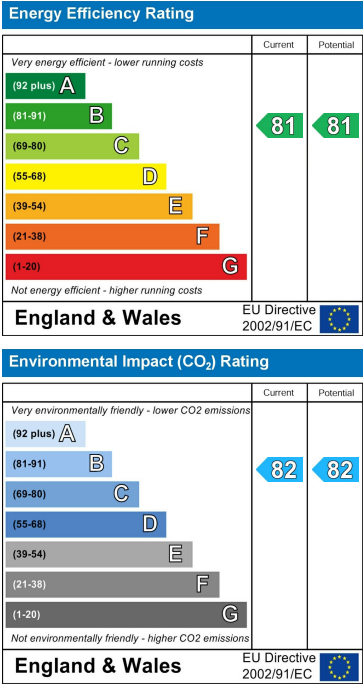 Energy Efficiency Rating
Current Potential
Very energy efficient - lower running costs
(92 plus) A
(81-91) B
81 81
(69-80) C
(55-68) D
(39-54) E
(21-38) F
(1-20) G
Not energy efficient - higher running costs
England & Wales
EU Directive
2002/91/EC
Environmental Impact (CO₂) Rating
Current Potential
Very environmentally friendly - lower CO2 emissions
(92 plus) A
(81-91) B
82 82
(69-80) C
(55-68) D
(39-54) E
(21-38) F
(1-20) G
Not environmentally friendly - higher CO2 emissions
England & Wales
EU Directive
2002/91/EC